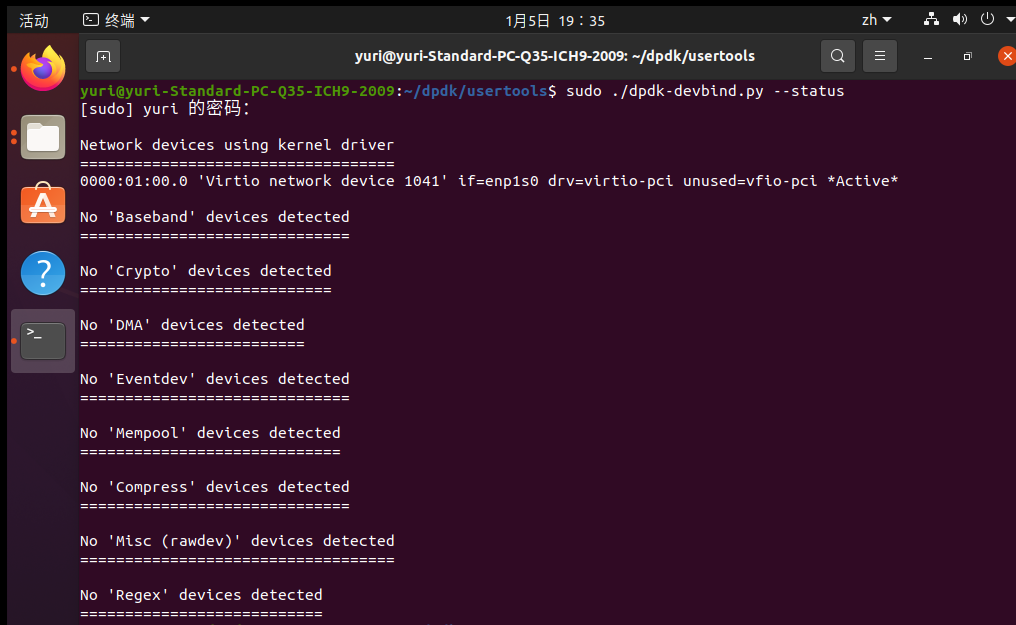 活动 终端 1月5日 19：35 zh
yuri@yuri-Standard-PC-Q35-ICH9-2009: ~/dpdk/usertools
yuri@yuri-Standard-PC-Q35-ICH9-2009:~/dpdk/usertools$ sudo ./dpdk-devbind.py --status
[sudo] yuri 的密码：
Network devices using kernel driver
===================================
0000:01:00.0 'Virtio network device 1041' if=enp1s0 drv=virtio-pci unused=vfio-pci *Active*
No 'Baseband' devices detected
==============================
No 'Crypto' devices detected
============================
No 'DMA' devices detected
=========================
No 'Eventdev' devices detected
==============================
No 'Mempool' devices detected
=============================
No 'Compress' devices detected
==============================
No 'Misc (rawdev)' devices detected
===================================
No 'Regex' devices detected
===========================